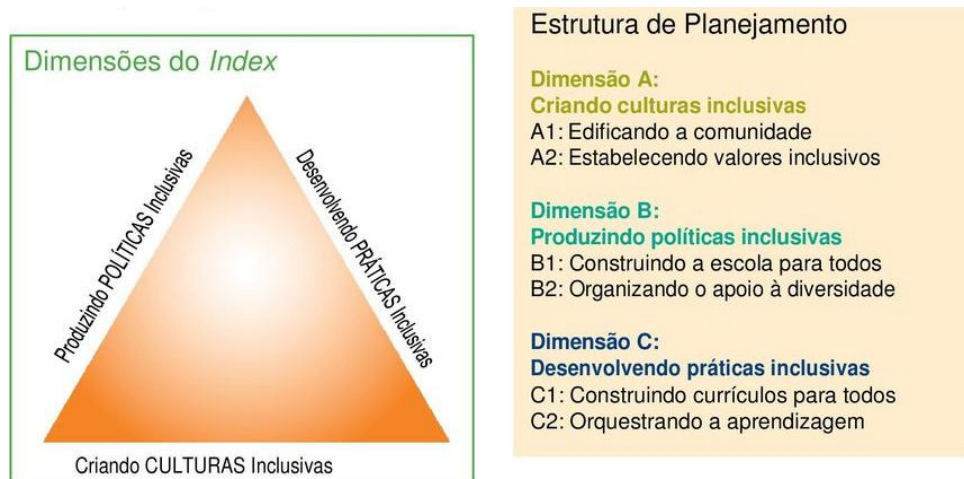 Dimensões do Index
Produzindo POLÍTICAS Inclusivas
Desenvolvendo PRÁTICAS Inclusivas
Criando CULTURAS Inclusivas
Estrutura de Planejamento
Dimensão A:
Criando culturas inclusivas
A1: Edificando a comunidade
A2: Estabelecendo valores inclusivos
Dimensão B:
Produzindo políticas inclusivas
B1: Construindo a escola para todos
B2: Organizando o apoio à diversidade
Dimensão C:
Desenvolvendo práticas inclusivas
C1: Construindo currículos para todos
C2: Orquestrando a aprendizagem